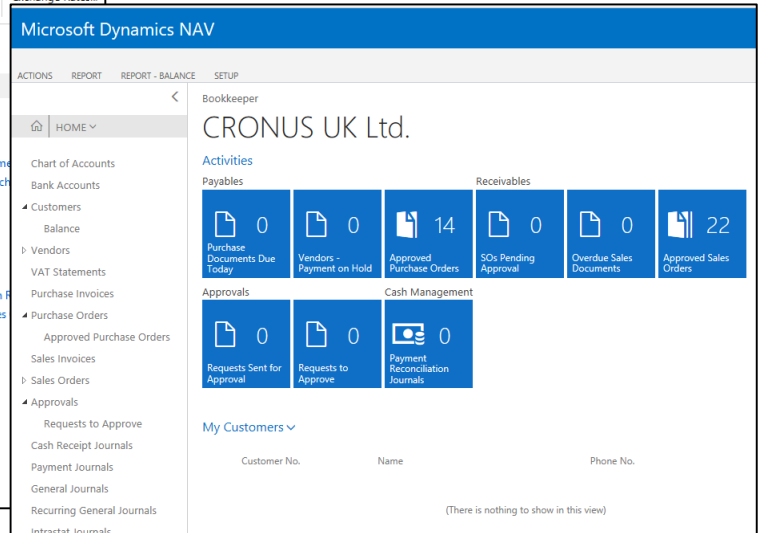 Microsoft Dynamics NAV
ACTIONS REPORT REPORT - BALANCE SETUP
HOME
Chart of Accounts
Bank Accounts
Customers
Balance
Vendors
VAT Statements
Purchase Invoices
Purchase Orders
Approved Purchase Orders
Sales Invoices
Sales Orders
Approvals
Requests to Approve
Cash Receipt Journals
Payment Journals
General Journals
Recurring General Journals
Intrastat Journals
Bookkeeper
CRONUS UK Ltd.
Activities
Payables
0
Purchase
Documents Due
Today
0
Vendors -
Payment on Hold
14
Approved
Purchase Orders
Receivables
0
SOs Pending
Approval
0
Overdue Sales
Documents
22
Approved Sales
Orders
Approvals
0
Requests Sent for
Approval
0
Requests to
Approve
Cash Management
0
Payment
Reconciliation
Journals
My Customers
Customer No. Name Phone No.
(There is nothing to show in this view)